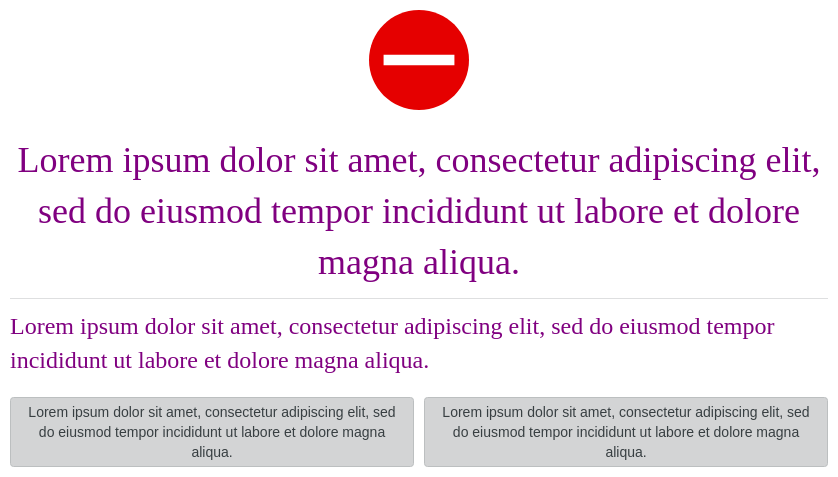 Lorem ipsum dolor sit amet, consectetur adipiscing elit,
sed do eiusmod tempor incididunt ut labore et dolore
magna aliqua.
Lorem ipsum dolor sit amet, consectetur adipiscing elit, sed do eiusmod tempor
incididunt ut labore et dolore magna aliqua.
Lorem ipsum dolor sit amet, consectetur adipiscing elit, sed
do eiusmod tempor incididunt ut labore et dolore magna
aliqua.
Lorem ipsum dolor sit amet, consectetur adipiscing elit, sed
do eiusmod tempor incididunt ut labore et dolore magna
aliqua.